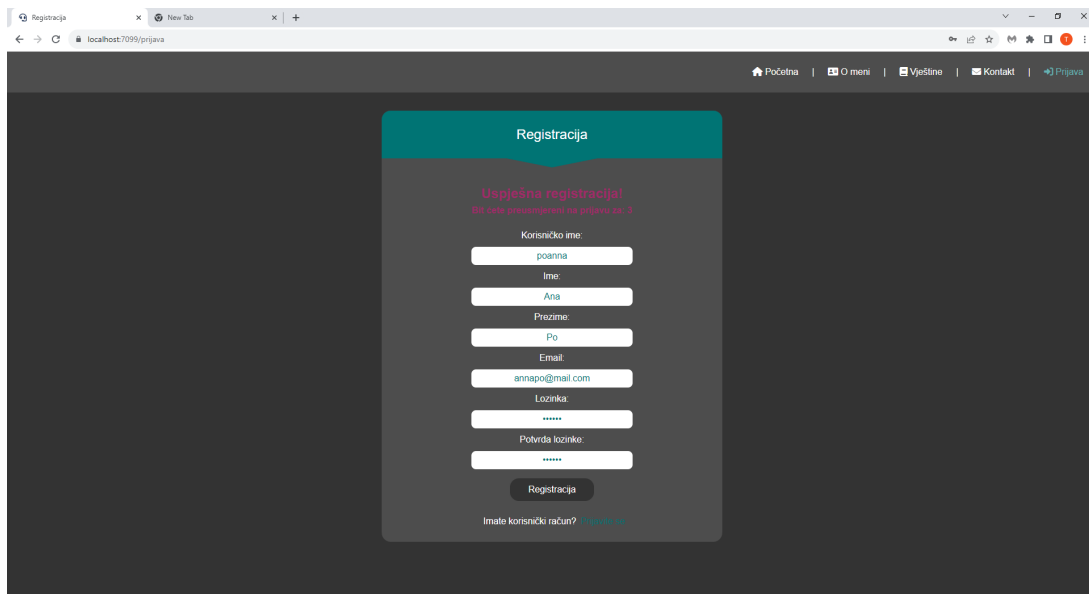 Registracija
New Tab
localhost:7099/prijava
Početna | O meni | Vještine | Kontakt | Prijava
Registracija
Uspješna registracija!
Korisničko ime:
poanna
Ime:
Ana
Prezime:
Po
Email:
annapo@mail.com
Lozinka:
••••••
Potvrda lozinke:
••••••
Registracija
Imate korisnički račun?